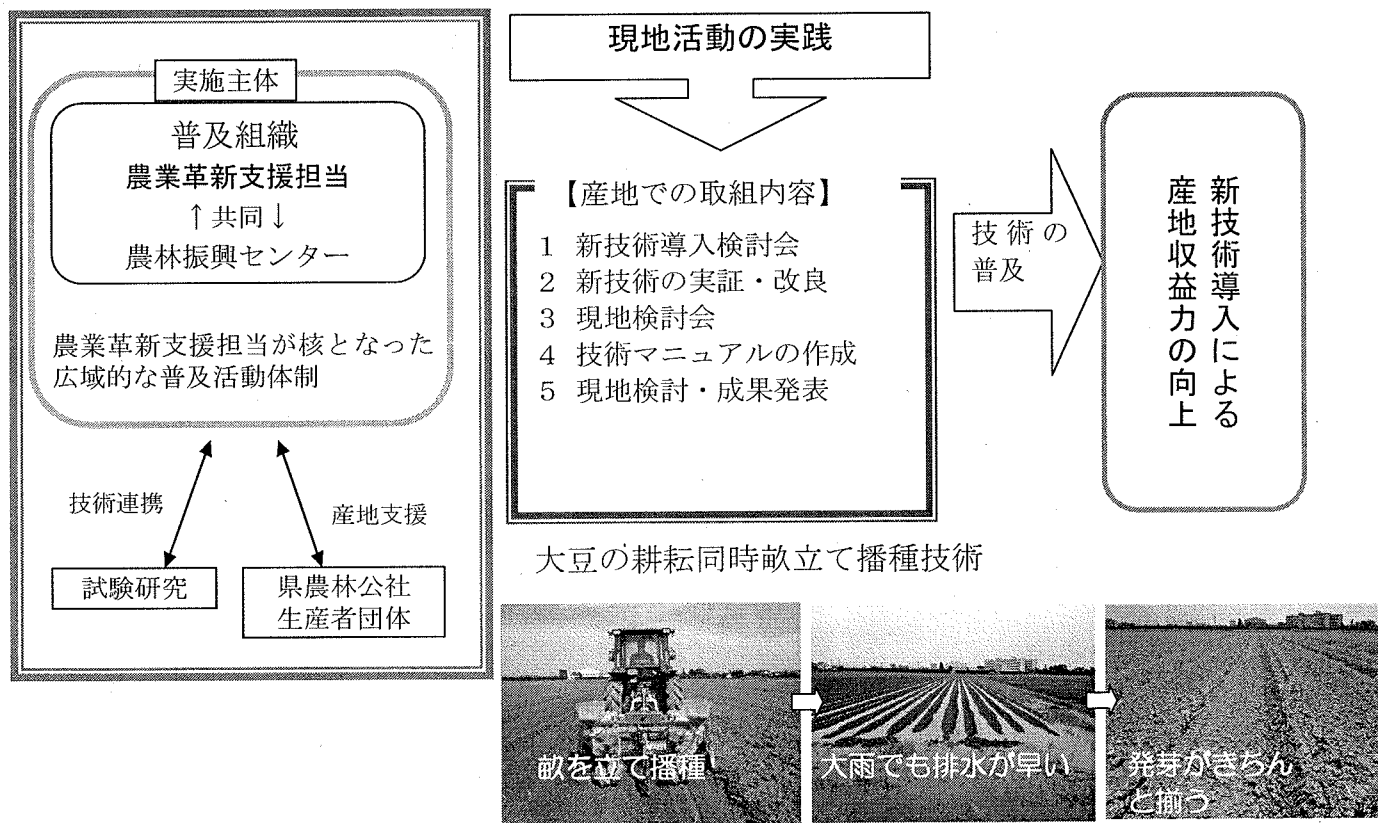 実施主体
普及組織
農業革新支援担当
↑共同↓
農林振興センター
農業革新支援担当が核となった
広域的な普及活動体制
技術連携
産地支援
試験研究
県農林公社
生産者団体
現地活動の実践
【産地での取組内容】
1 新技術導入検討会
2 新技術の実証・改良
3 現地検討会
4 技術マニュアルの作成
5 現地検討・成果発表
技術の
普及
新技術導入による
産地収益力の向上
大豆の耕耘同時畝立て播種技術
畝を立て播種
大雨でも排水が早い
発芽がきちん
と揃う